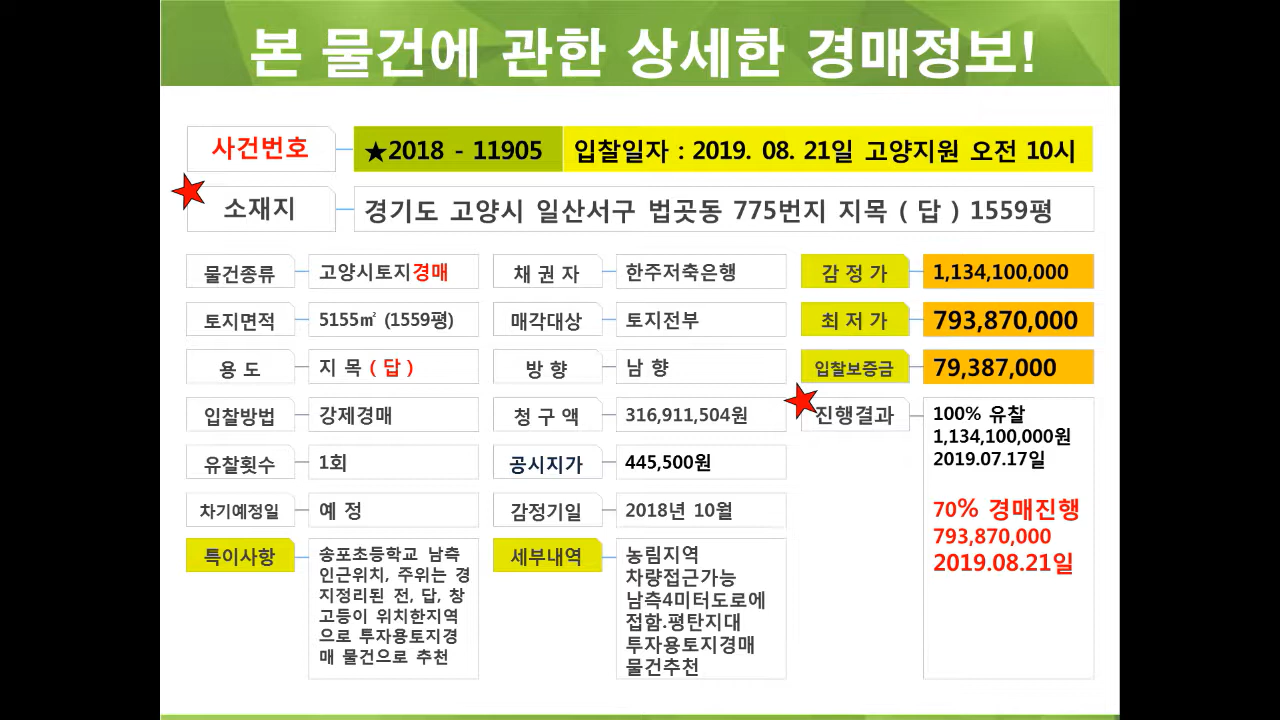 본 물건에 관한 상세한 경매정보!
사건번호
★2018 - 11905
입찰일자 : 2019. 08. 21일 고양지원 오전 10시
소재지
경기도 고양시 일산서구 법곳동 775번지 지목 ( 답 ) 1559평
물건종류
고양시토지경매
채 권 자
한주저축은행
감 정 가
1,134,100,000
토지면적
5155㎡ (1559평)
매각대상
토지전부
최 저 가
793,870,000
용 도
지 목 ( 답 )
방 향
남 향
입찰보증금
79,387,000
입찰방법
강제경매
청 구 액
316,911,504원
진행결과
100% 유찰
1,134,100,000원
2019.07.17일
70% 경매진행
793,870,000
2019.08.21일
유찰횟수
1회
공시지가
445,500원
차기예정일
예 정
감정기일
2018년 10월
특이사항
송포초등학교 남측
인근위치, 주위는 경
지정리된 전, 답, 창
고등이 위치한지역
으로 투자용토지경
매 물건으로 추천
세부내역
농림지역
차량접근가능
남측4미터도로에
접함.평탄지대
투자용토지경매
물건추천